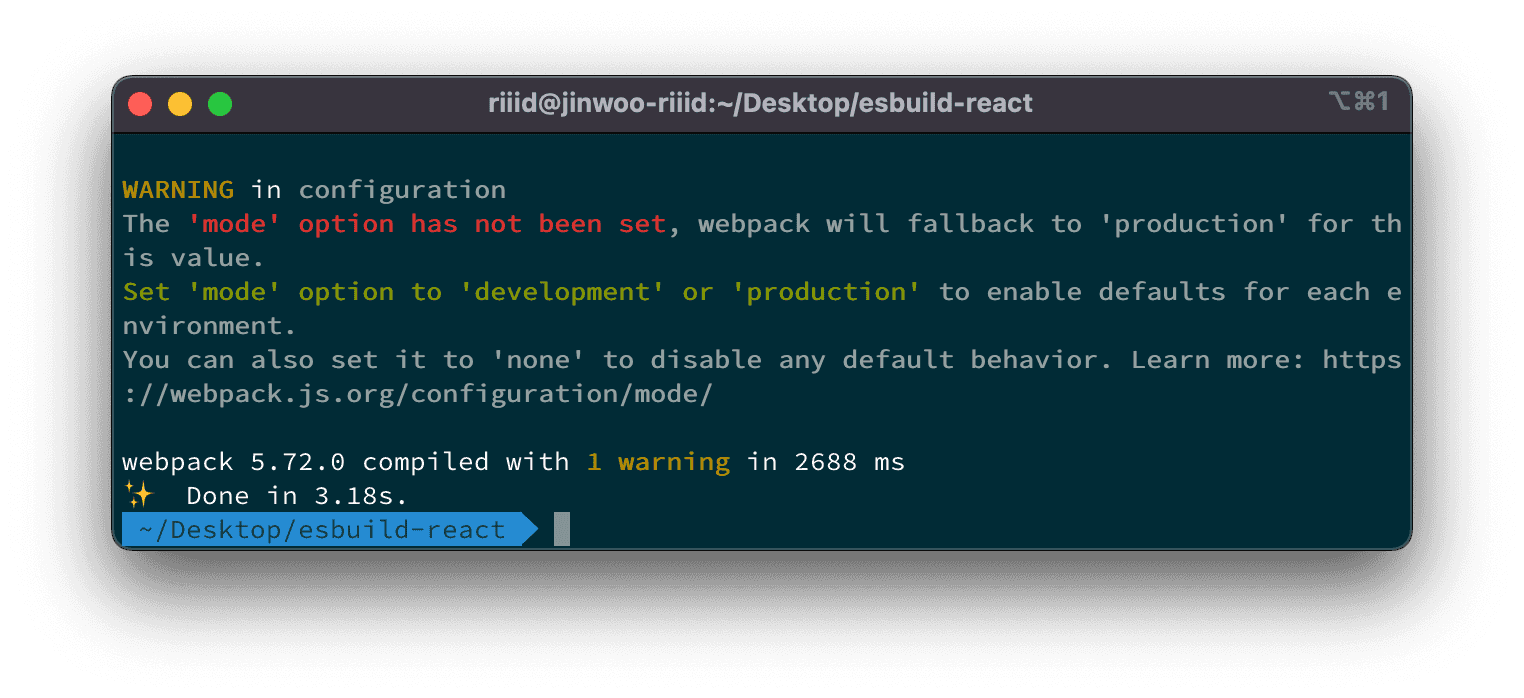 riiid@jinwoo-riiid:~/Desktop/esbuild-react
⌥⌘1
WARNING in configuration
The 'mode' option has not been set, webpack will fallback to 'production' for th
is value.
Set 'mode' option to 'development' or 'production' to enable defaults for each e
nvironment.
You can also set it to 'none' to disable any default behavior. Learn more: https
://webpack.js.org/configuration/mode/
webpack 5.72.0 compiled with 1 warning in 2688 ms
✨ Done in 3.18s.
~/Desktop/esbuild-react